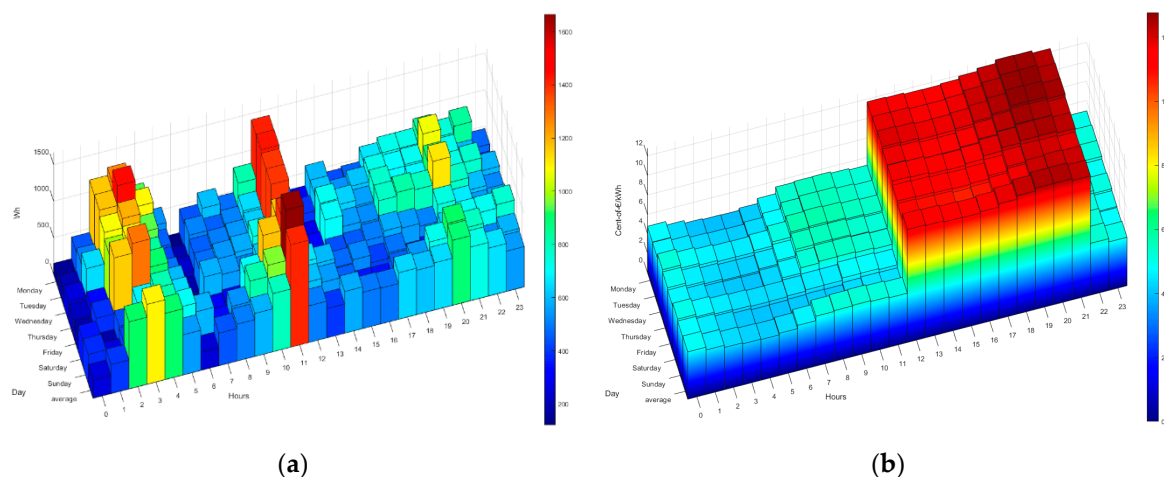 1600
1400
1200
1000
800
600
400
200
1500
1000
500
0
Wh
Monday
Tuesday
Wednesday
Thursday
Friday
Saturday
Sunday
average
Day
0 1 2 3 4 5 6 7 8 9 10 11 12 13 14 15 16 17 18 19 20 21 22 23
Hours
(a)
12
10
8
6
4
2
0
Cent-of-€/kWh
Monday
Tuesday
Wednesday
Thursday
Friday
Saturday
Sunday
average
Day
0 1 2 3 4 5 6 7 8 9 10 11 12 13 14 15 16 17 18 19 20 21 22 23
Hours
8
6
4
2
(b)